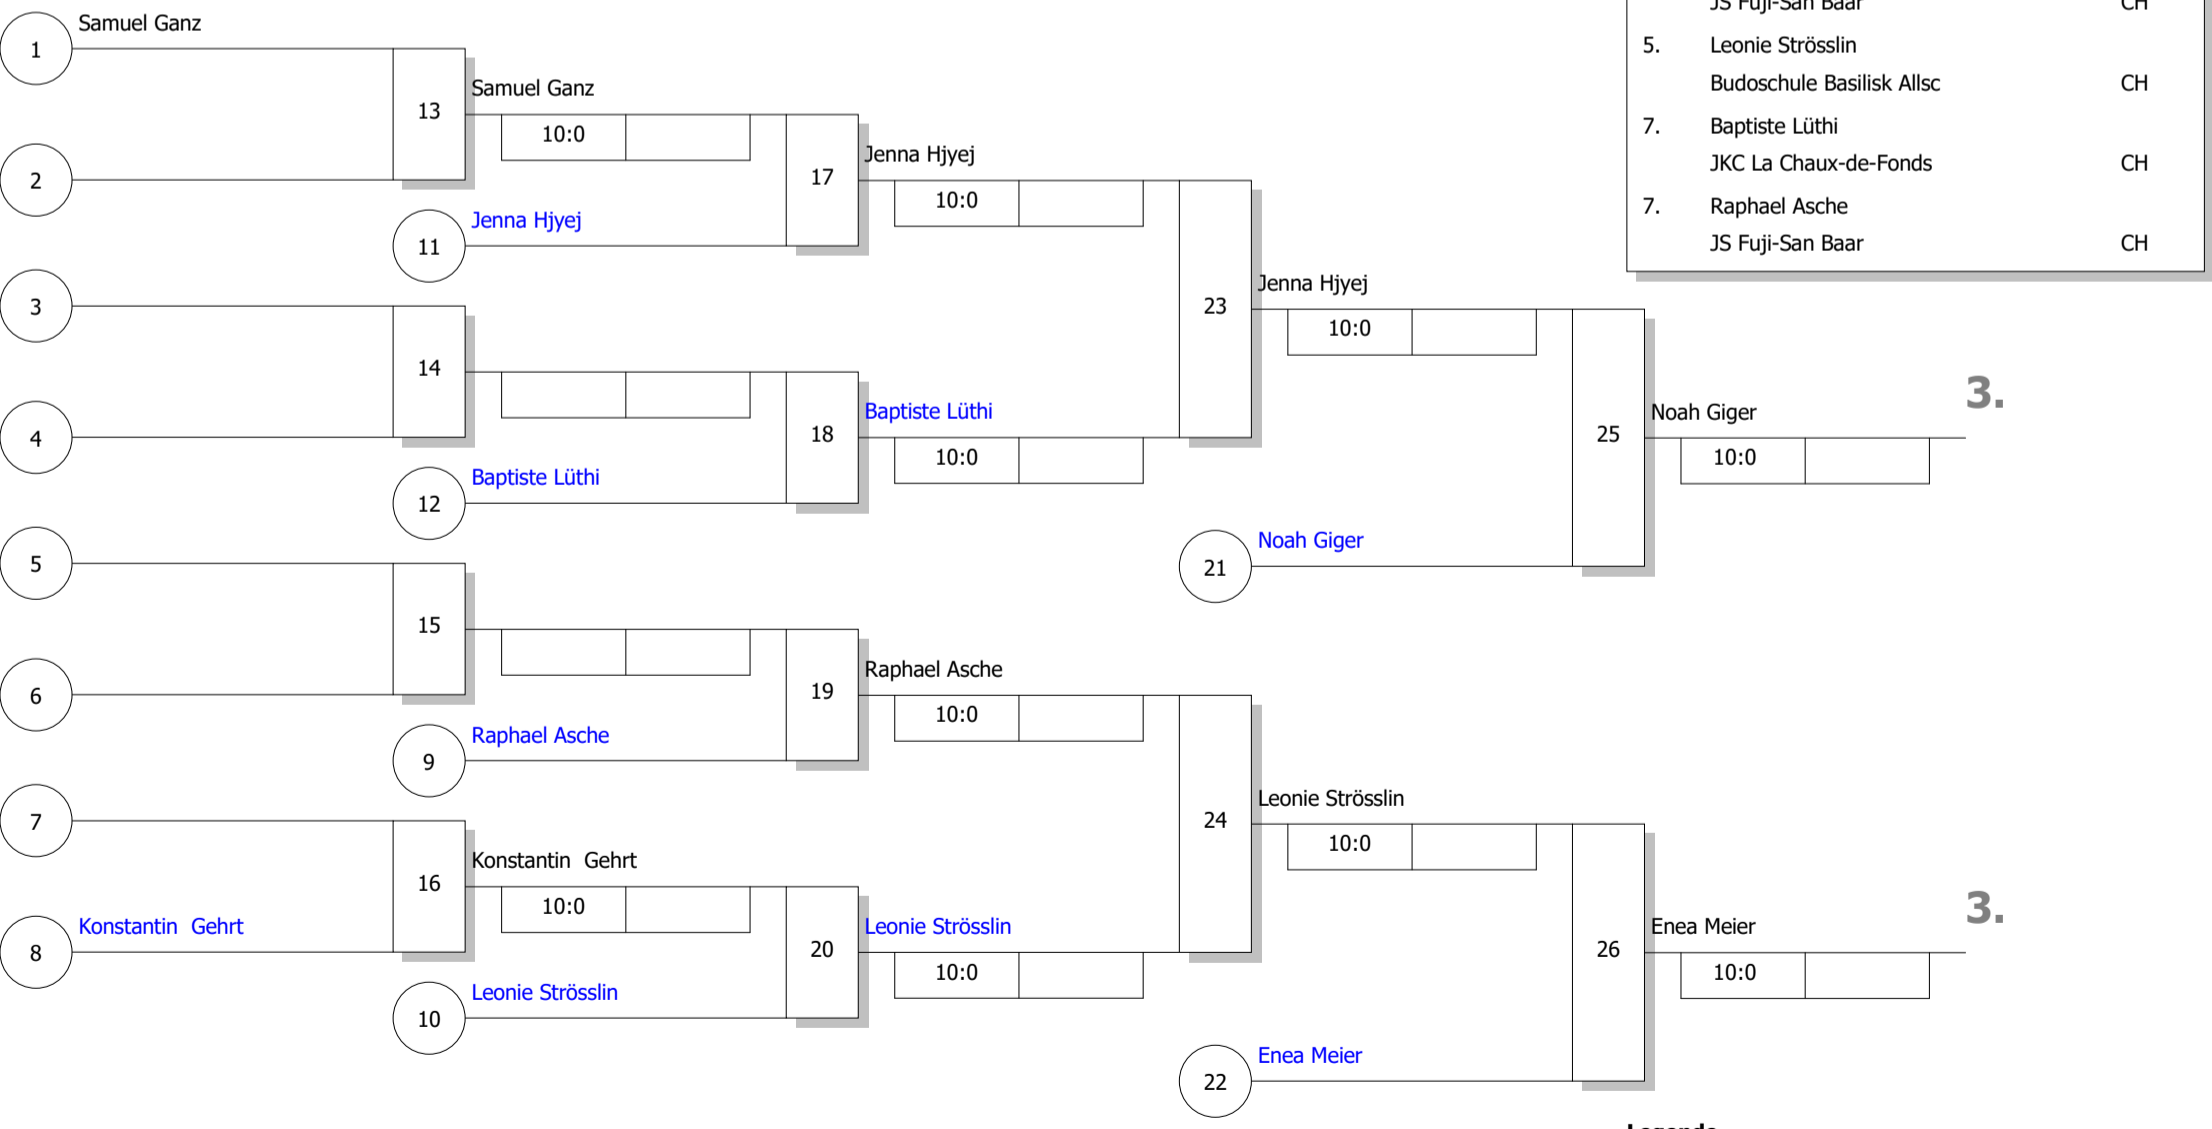 JS Fuji-San Baar CH
5. Leonie Strösslin
Budoschule Basilisk Allsc CH
7. Baptiste Lüthi
JKC La Chaux-de-Fonds CH
7. Raphael Asche
JS Fuji-San Baar CH
Samuel Ganz
1
13
Samuel Ganz
10:0
2
17
Jenna Hjyej
10:0
11
Jenna Hjyej
3
14
4
18
Baptiste Lüthi
10:0
12
Baptiste Lüthi
23
Jenna Hjyej
10:0
25
Noah Giger
10:0
3.
21
Noah Giger
5
15
6
19
Raphael Asche
10:0
9
Raphael Asche
7
16
Konstantin  Gehrt
10:0
8
Konstantin  Gehrt
20
Leonie Strösslin
10:0
10
Leonie Strösslin
24
Leonie Strösslin
10:0
26
Enea Meier
10:0
3.
22
Enea Meier